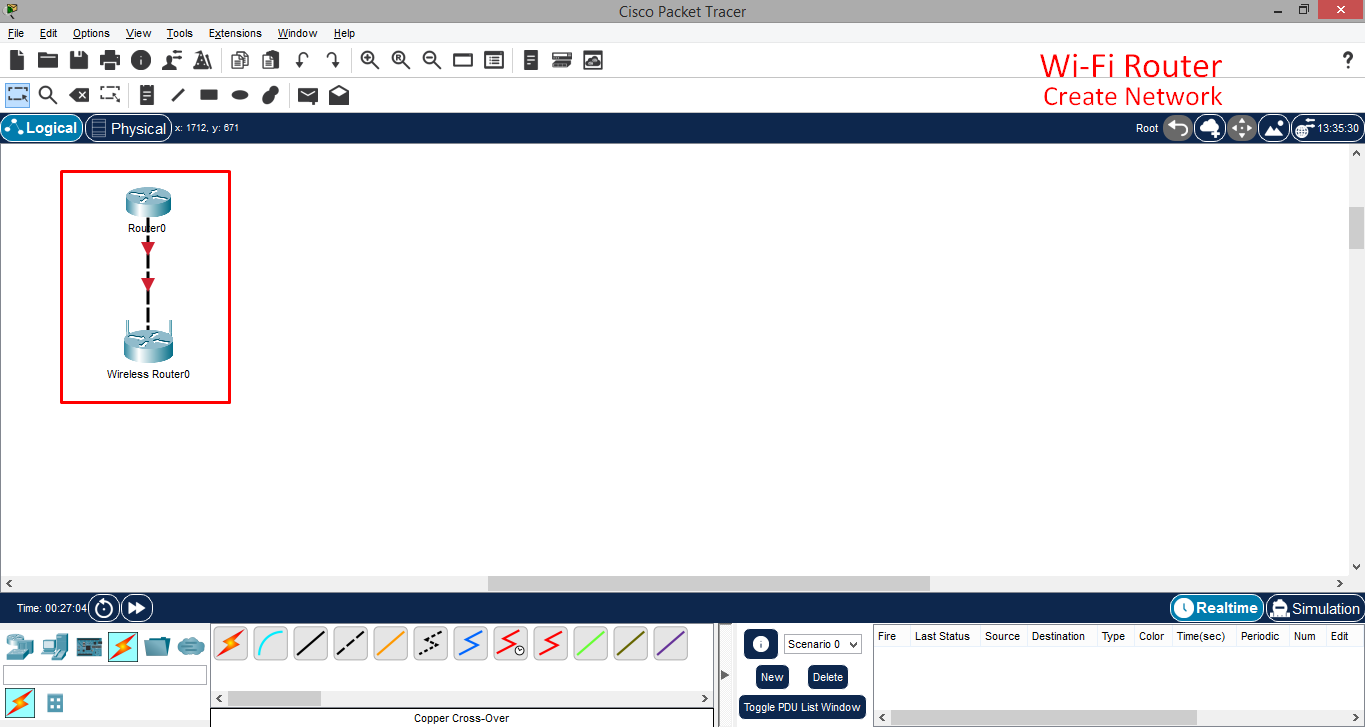 Cisco Packet Tracer
File Edit Options View Tools Extensions Window Help
Wi-Fi Router
Create Network
Logical Physical x: 1712, y: 671 Root 13:35:30
Router0
Wireless Router0
Time: 00:27:04 Realtime Simulation
Scenario 0 Fire Last Status Source Destination Type Color Time(sec) Periodic Num Edit
New Delete
Toggle PDU List Window
Copper Cross-Over